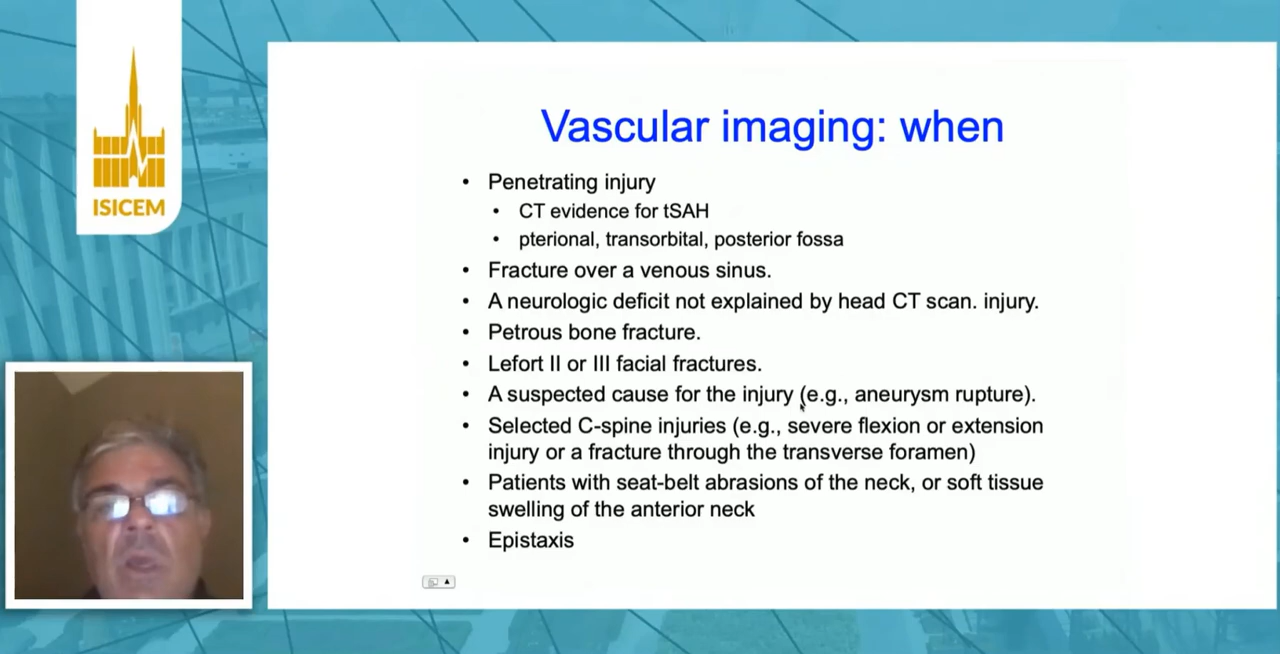 ISICEM
Vascular imaging: when
• Penetrating injury
• CT evidence for tSAH
• pterional, transorbital, posterior fossa
• Fracture over a venous sinus.
• A neurologic deficit not explained by head CT scan. injury.
• Petrous bone fracture.
• Lefort II or III facial fractures.
• A suspected cause for the injury (e.g., aneurysm rupture).
• Selected C-spine injuries (e.g., severe flexion or extension
injury or a fracture through the transverse foramen)
• Patients with seat-belt abrasions of the neck, or soft tissue
swelling of the anterior neck
• Epistaxis